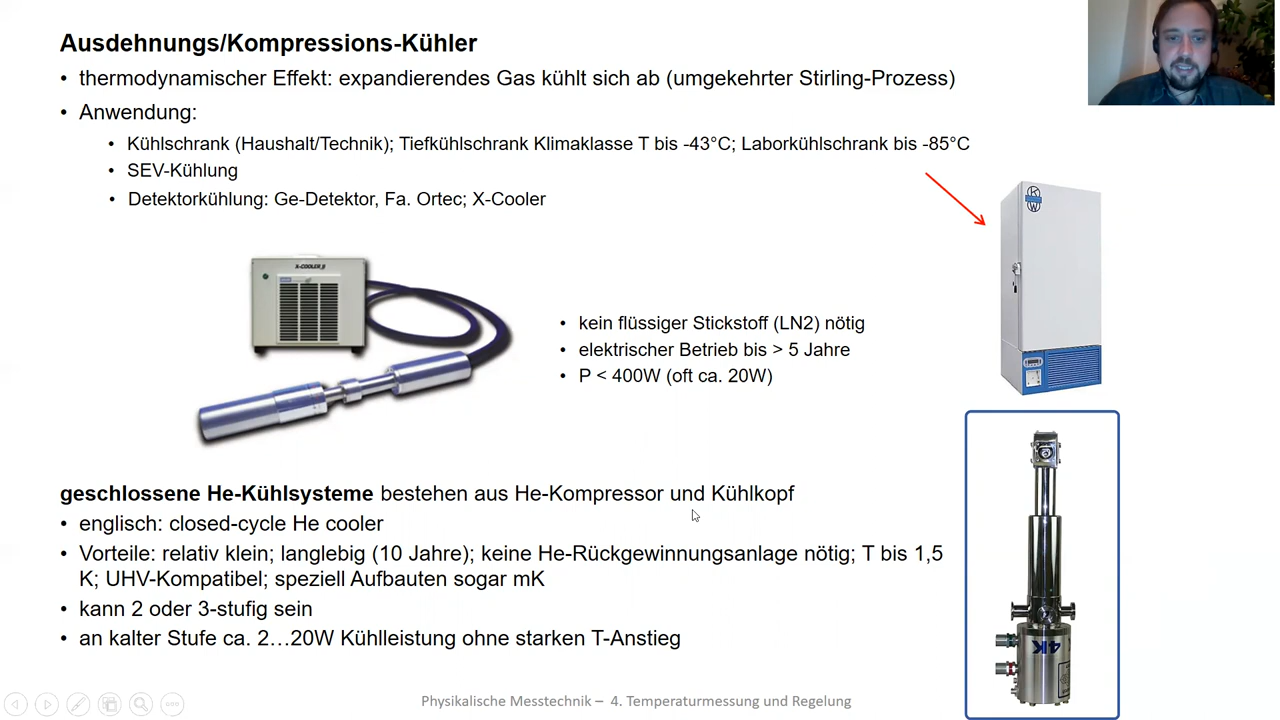 Ausdehnungs/Kompressions-Kühler
• thermodynamischer Effekt: expandierendes Gas kühlt sich ab (umgekehrter Stirling-Prozess)
• Anwendung:
• Kühlschrank (Haushalt/Technik); Tiefkühlschrank Klimaklasse T bis -43°C; Laborkühlschrank bis -85°C
• SEV-Kühlung
• Detektorkühlung: Ge-Detektor, Fa. Ortec; X-Cooler
K
W
X-COOLER II
• kein flüssiger Stickstoff (LN2) nötig
• elektrischer Betrieb bis > 5 Jahre
• P < 400W (oft ca. 20W)
geschlossene He-Kühlsysteme bestehen aus He-Kompressor und Kühlkopf
• englisch: closed-cycle He cooler
• Vorteile: relativ klein; langlebig (10 Jahre); keine He-Rückgewinnungsanlage nötig; T bis 1,5
K; UHV-Kompatibel; speziell Aufbauten sogar mK
• kann 2 oder 3-stufig sein
• an kalter Stufe ca. 2…20W Kühlleistung ohne starken T-Anstieg
4K
Physikalische Messtechnik – 4. Temperaturmessung und Regelung